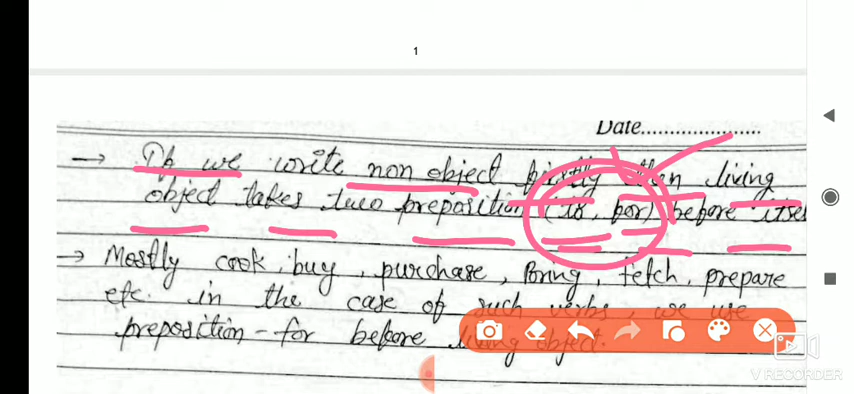 1
Date......................
→ If we write non object firstly then living
object takes two preposition (to, for) before itse
→ Mostly cook, buy, purchase, bring, fetch, prepare
etc. in the case of such verbs, we use
preposition - for before living object.
V RECORDER